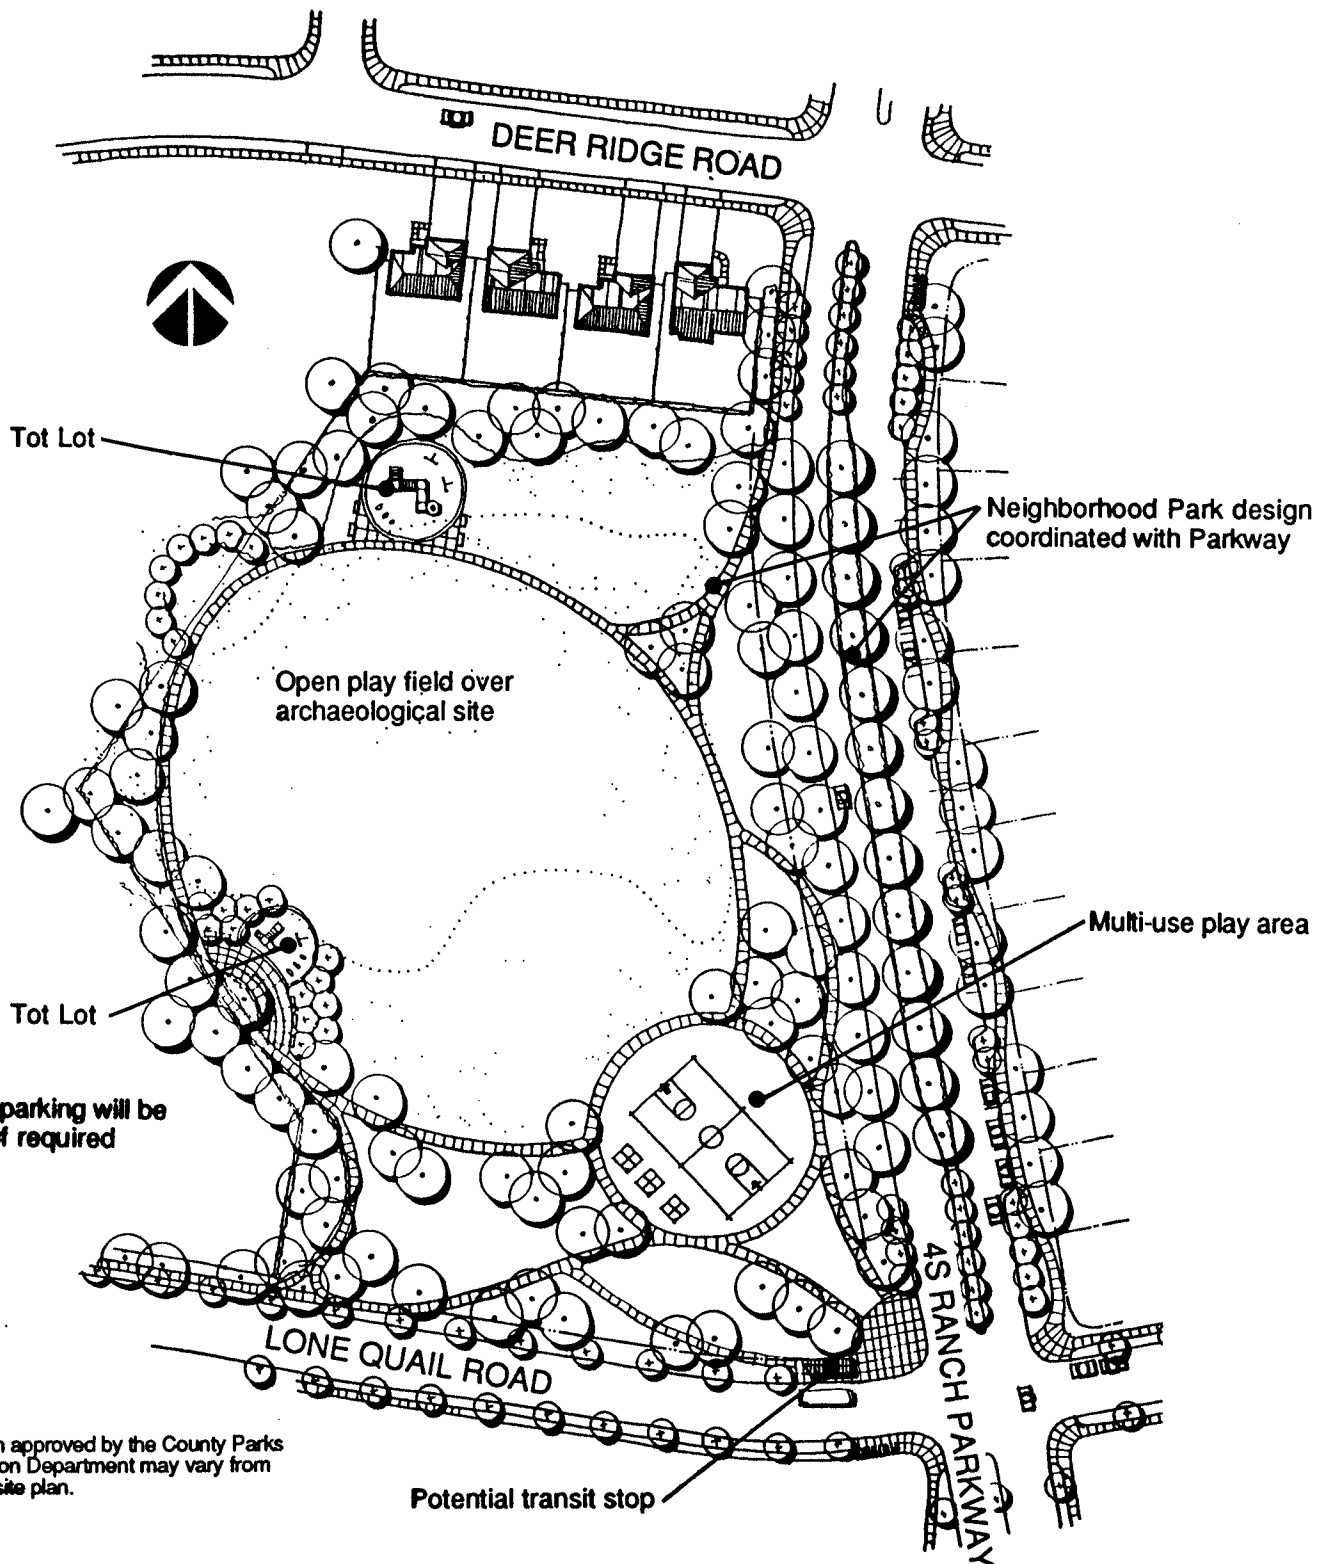 DEER RIDGE ROAD
Tot Lot
Neighborhood Park design
coordinated with Parkway
Open play field over
archaeological site
Multi-use play area
Tot Lot
parking will be
f required
4S RANCH PARKWAY
LONE QUAIL ROAD
approved by the County Parks
on Department may vary from
site plan.
Potential transit stop